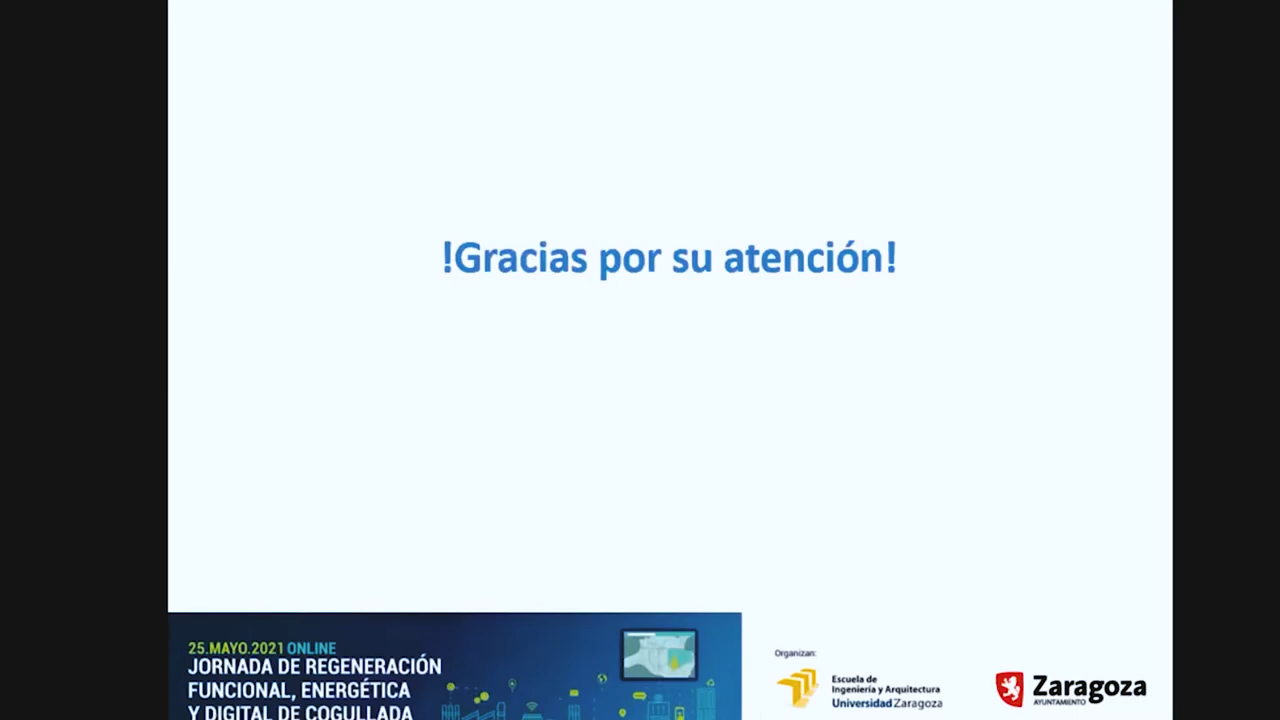 !Gracias por su atención!
25.MAYO.2021 ONLINE
JORNADA DE REGENERACIÓN
FUNCIONAL, ENERGÉTICA
Y DIGITAL DE COGULLADA
Organizan:
Escuela de
Ingeniería y Arquitectura
Universidad Zaragoza
Zaragoza
AYUNTAMIENTO